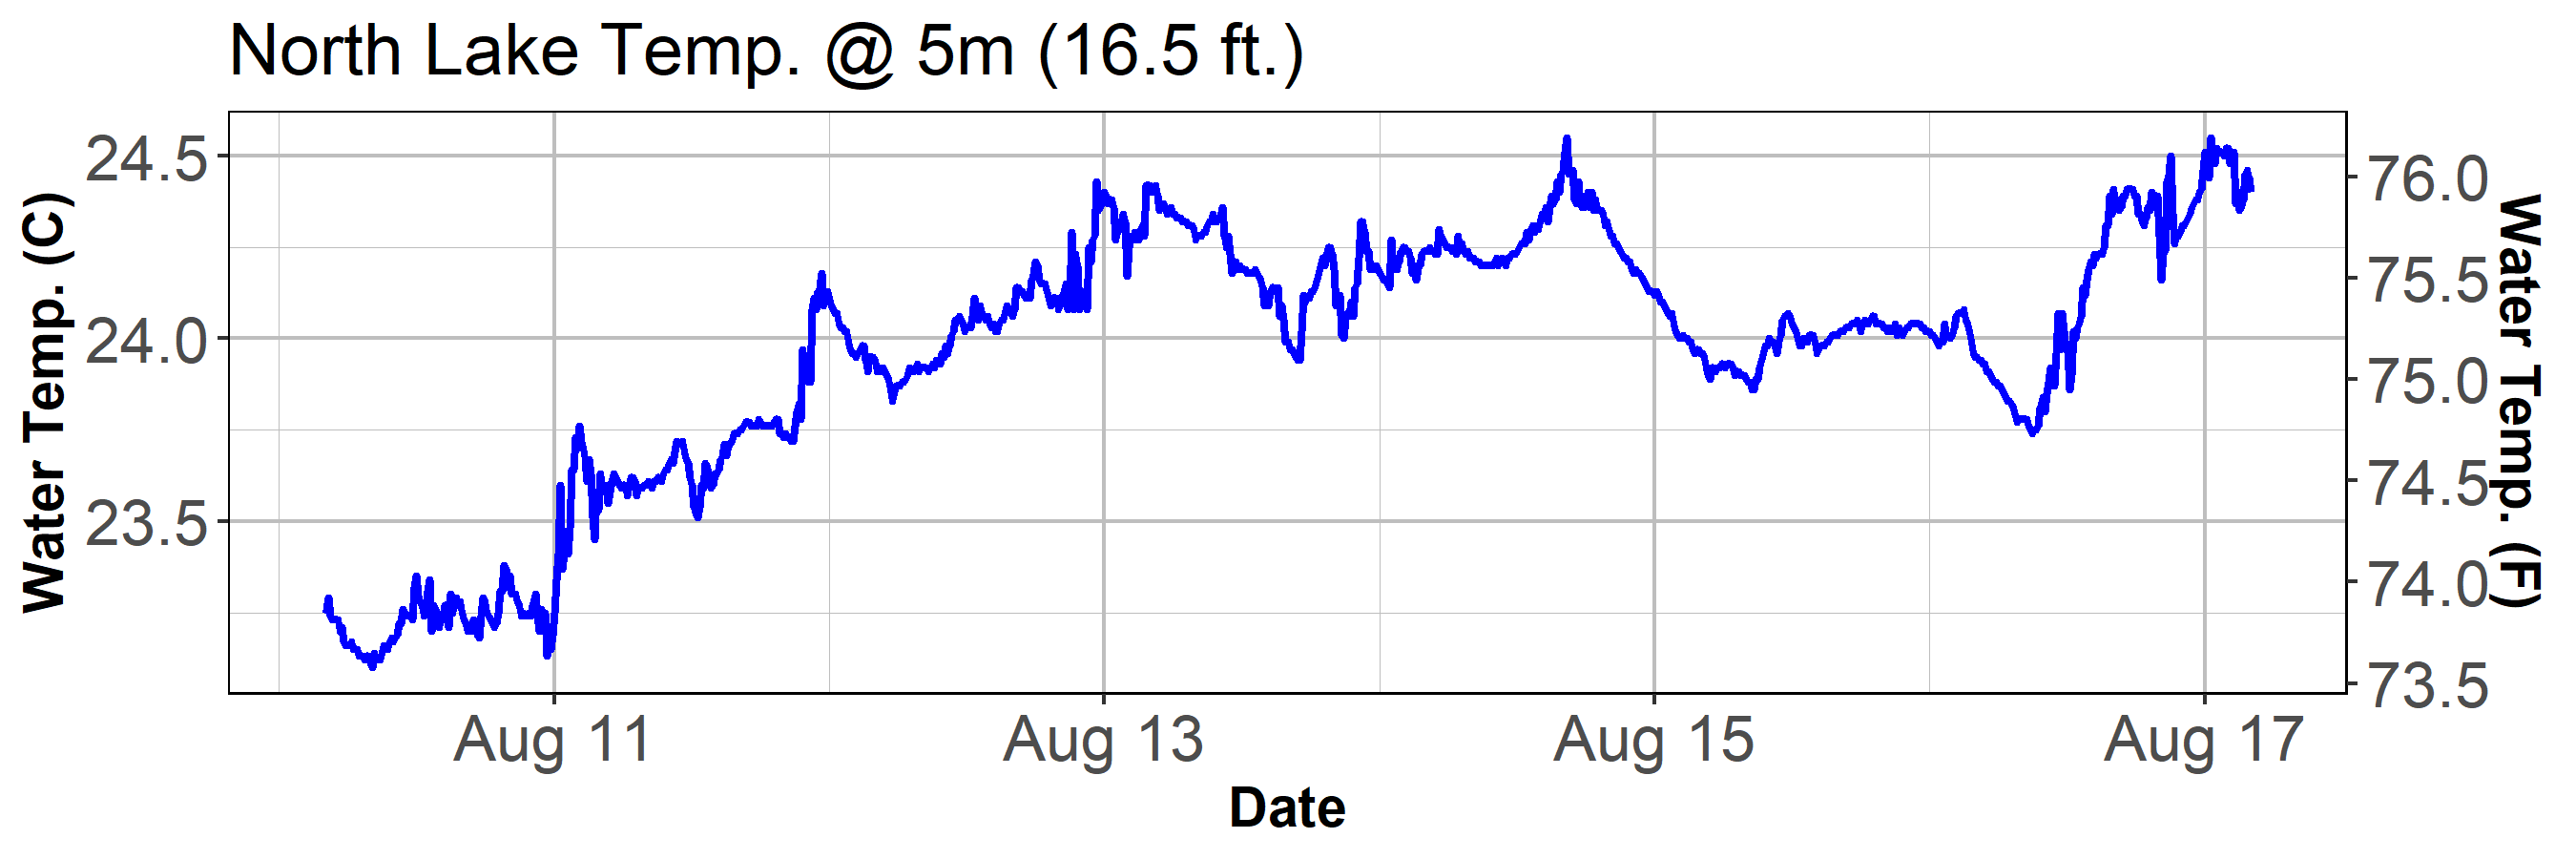 North Lake Temp. @ 5m (16.5 ft.)
Water Temp. (C)
24.5
24.0
23.5
76.0
75.5
75.0
74.5
74.0
73.5
Water Temp. (F)
Aug 11 Aug 13 Aug 15 Aug 17
Date